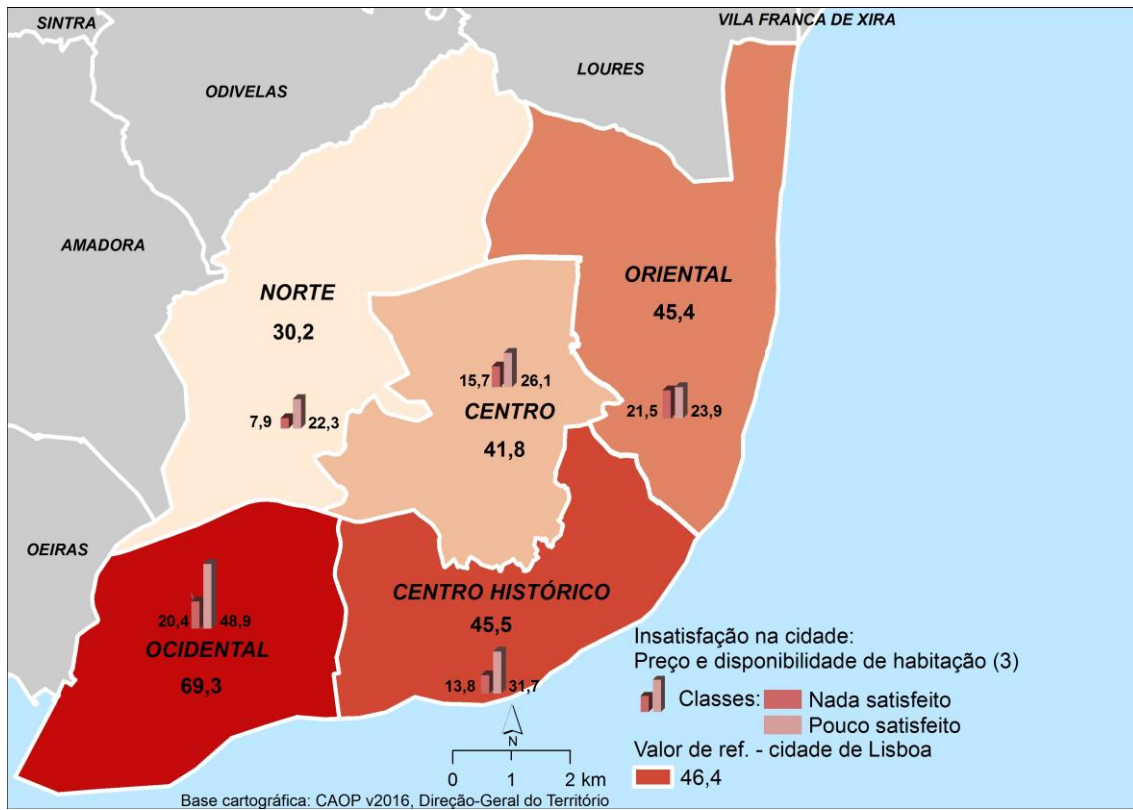 SINTRA
VILA FRANCA DE XIRA
LOURES
ODIVELAS
AMADORA
NORTE
30,2
ORIENTAL
45,4
15,7 26,1
CENTRO
41,8
7,9 22,3
21,5 23,9
OEIRAS
20,4 48,9
OCIDENTAL
69,3
CENTRO HISTÓRICO
45,5
13,8 31,7
Insatisfação na cidade:
Preço e disponibilidade de habitação (3)
Classes: Nada satisfeito
Pouco satisfeito
Valor de ref. - cidade de Lisboa
46,4
N
0 1 2 km
Base cartográfica: CAOP v2016, Direção-Geral do Território